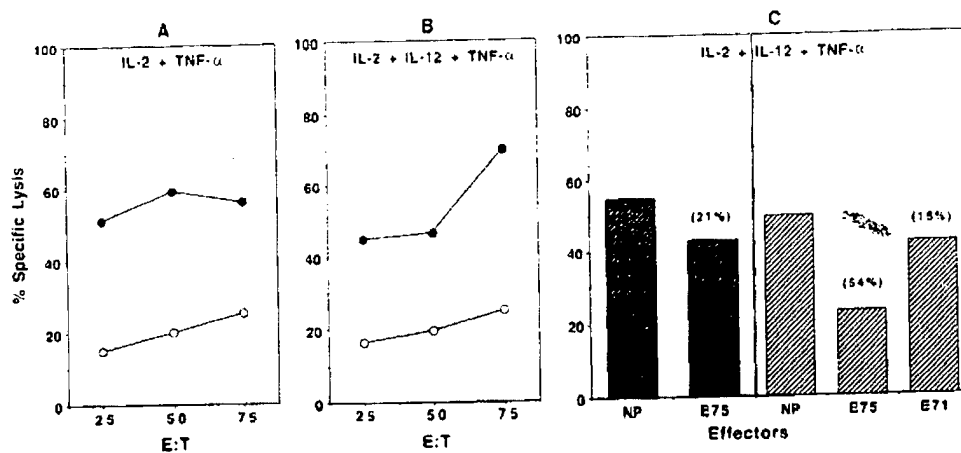 A
IL-2 + TNF-α
100
80
60
40
20
0
% Specific Lysis
25 50 75
E:T
B
IL-2 + IL-12 + TNF-α
100
80
60
40
20
0
25 50 75
E:T
C
IL-2 + IL-12 + TNF-α
100
80
60
40
20
0
(21%)
(54%)
(15%)
NP E75 NP E75 E71
Effectors